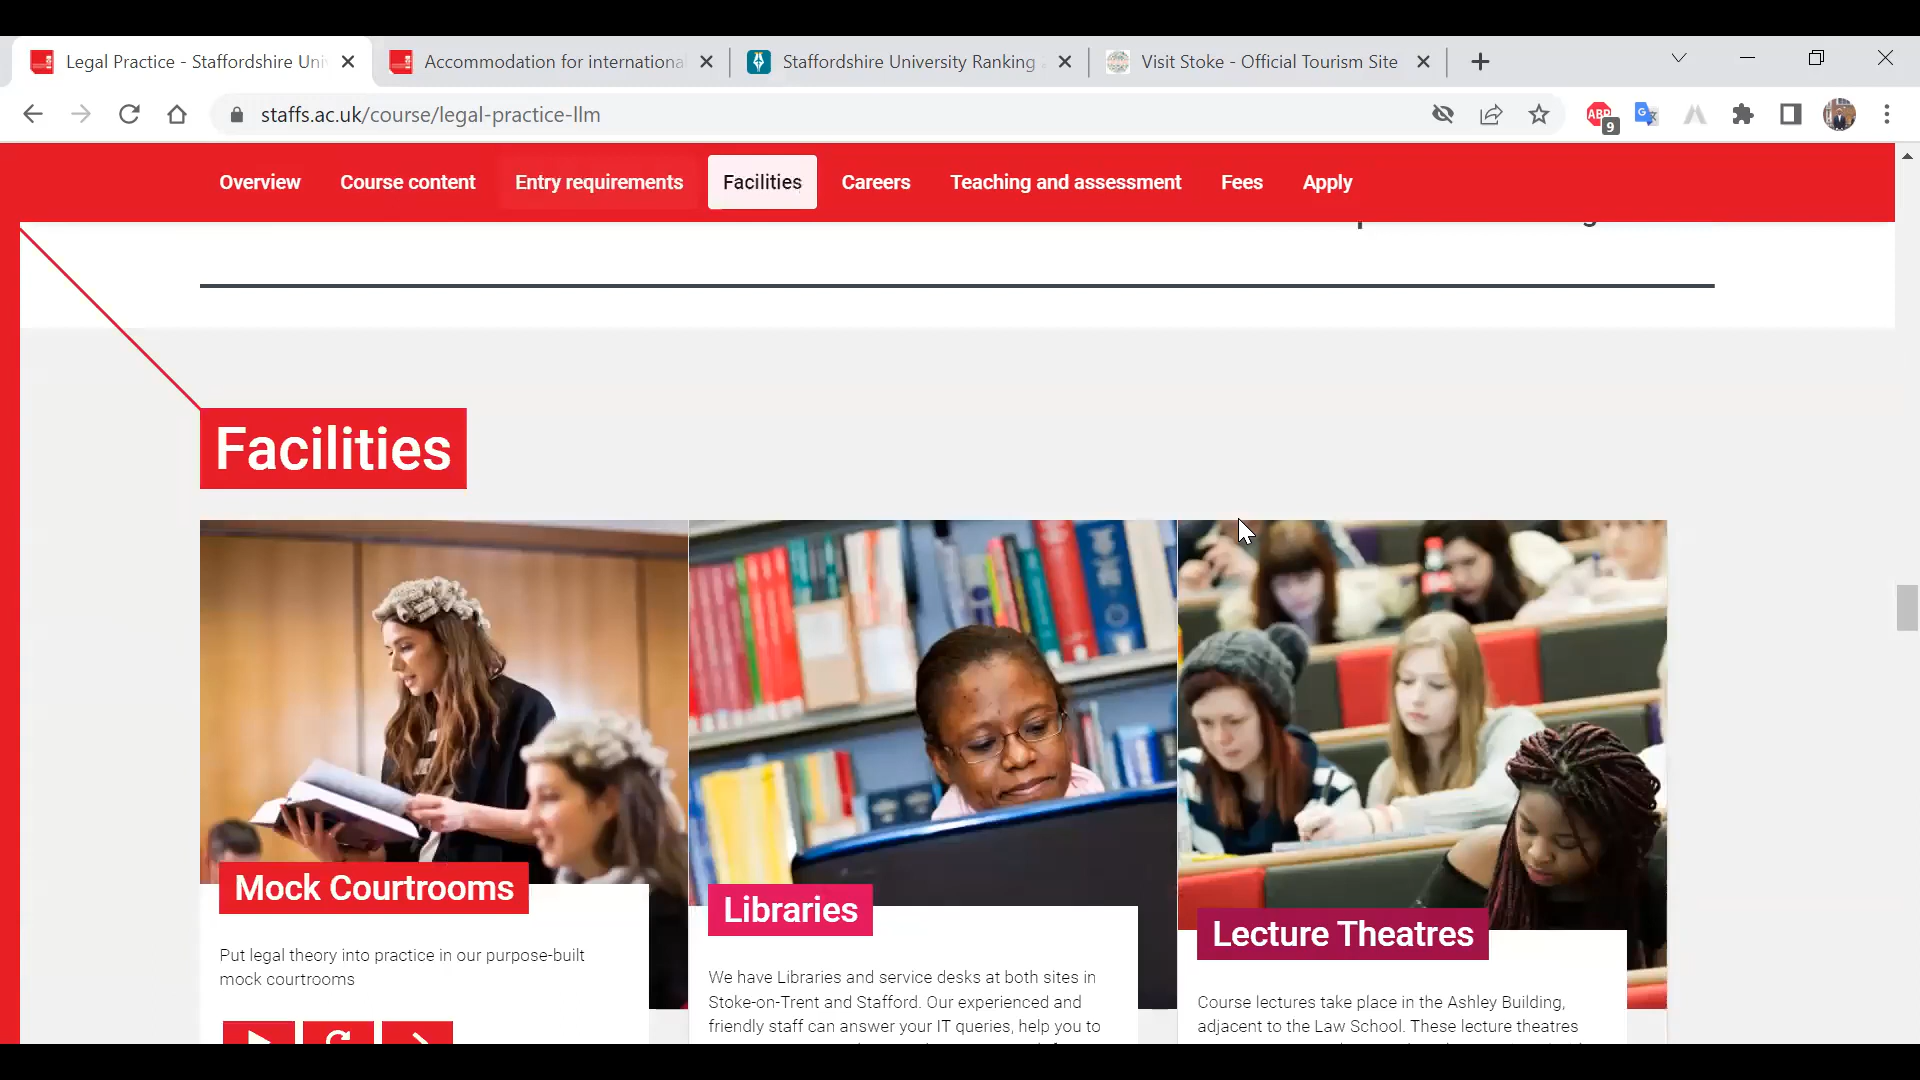 Legal Practice - Staffordshire Uni
Accommodation for internationa
Staffordshire University Ranking
Visit Stoke - Official Tourism Site
staffs.ac.uk/course/legal-practice-llm
ABP
9
Overview
Course content
Entry requirements
Facilities
Careers
Teaching and assessment
Fees
Apply
Facilities
Mock Courtrooms
Put legal theory into practice in our purpose-built
mock courtrooms
Libraries
We have Libraries and service desks at both sites in
Stoke-on-Trent and Stafford. Our experienced and
friendly staff can answer your IT queries, help you to
Lecture Theatres
Course lectures take place in the Ashley Building,
adjacent to the Law School. These lecture theatres